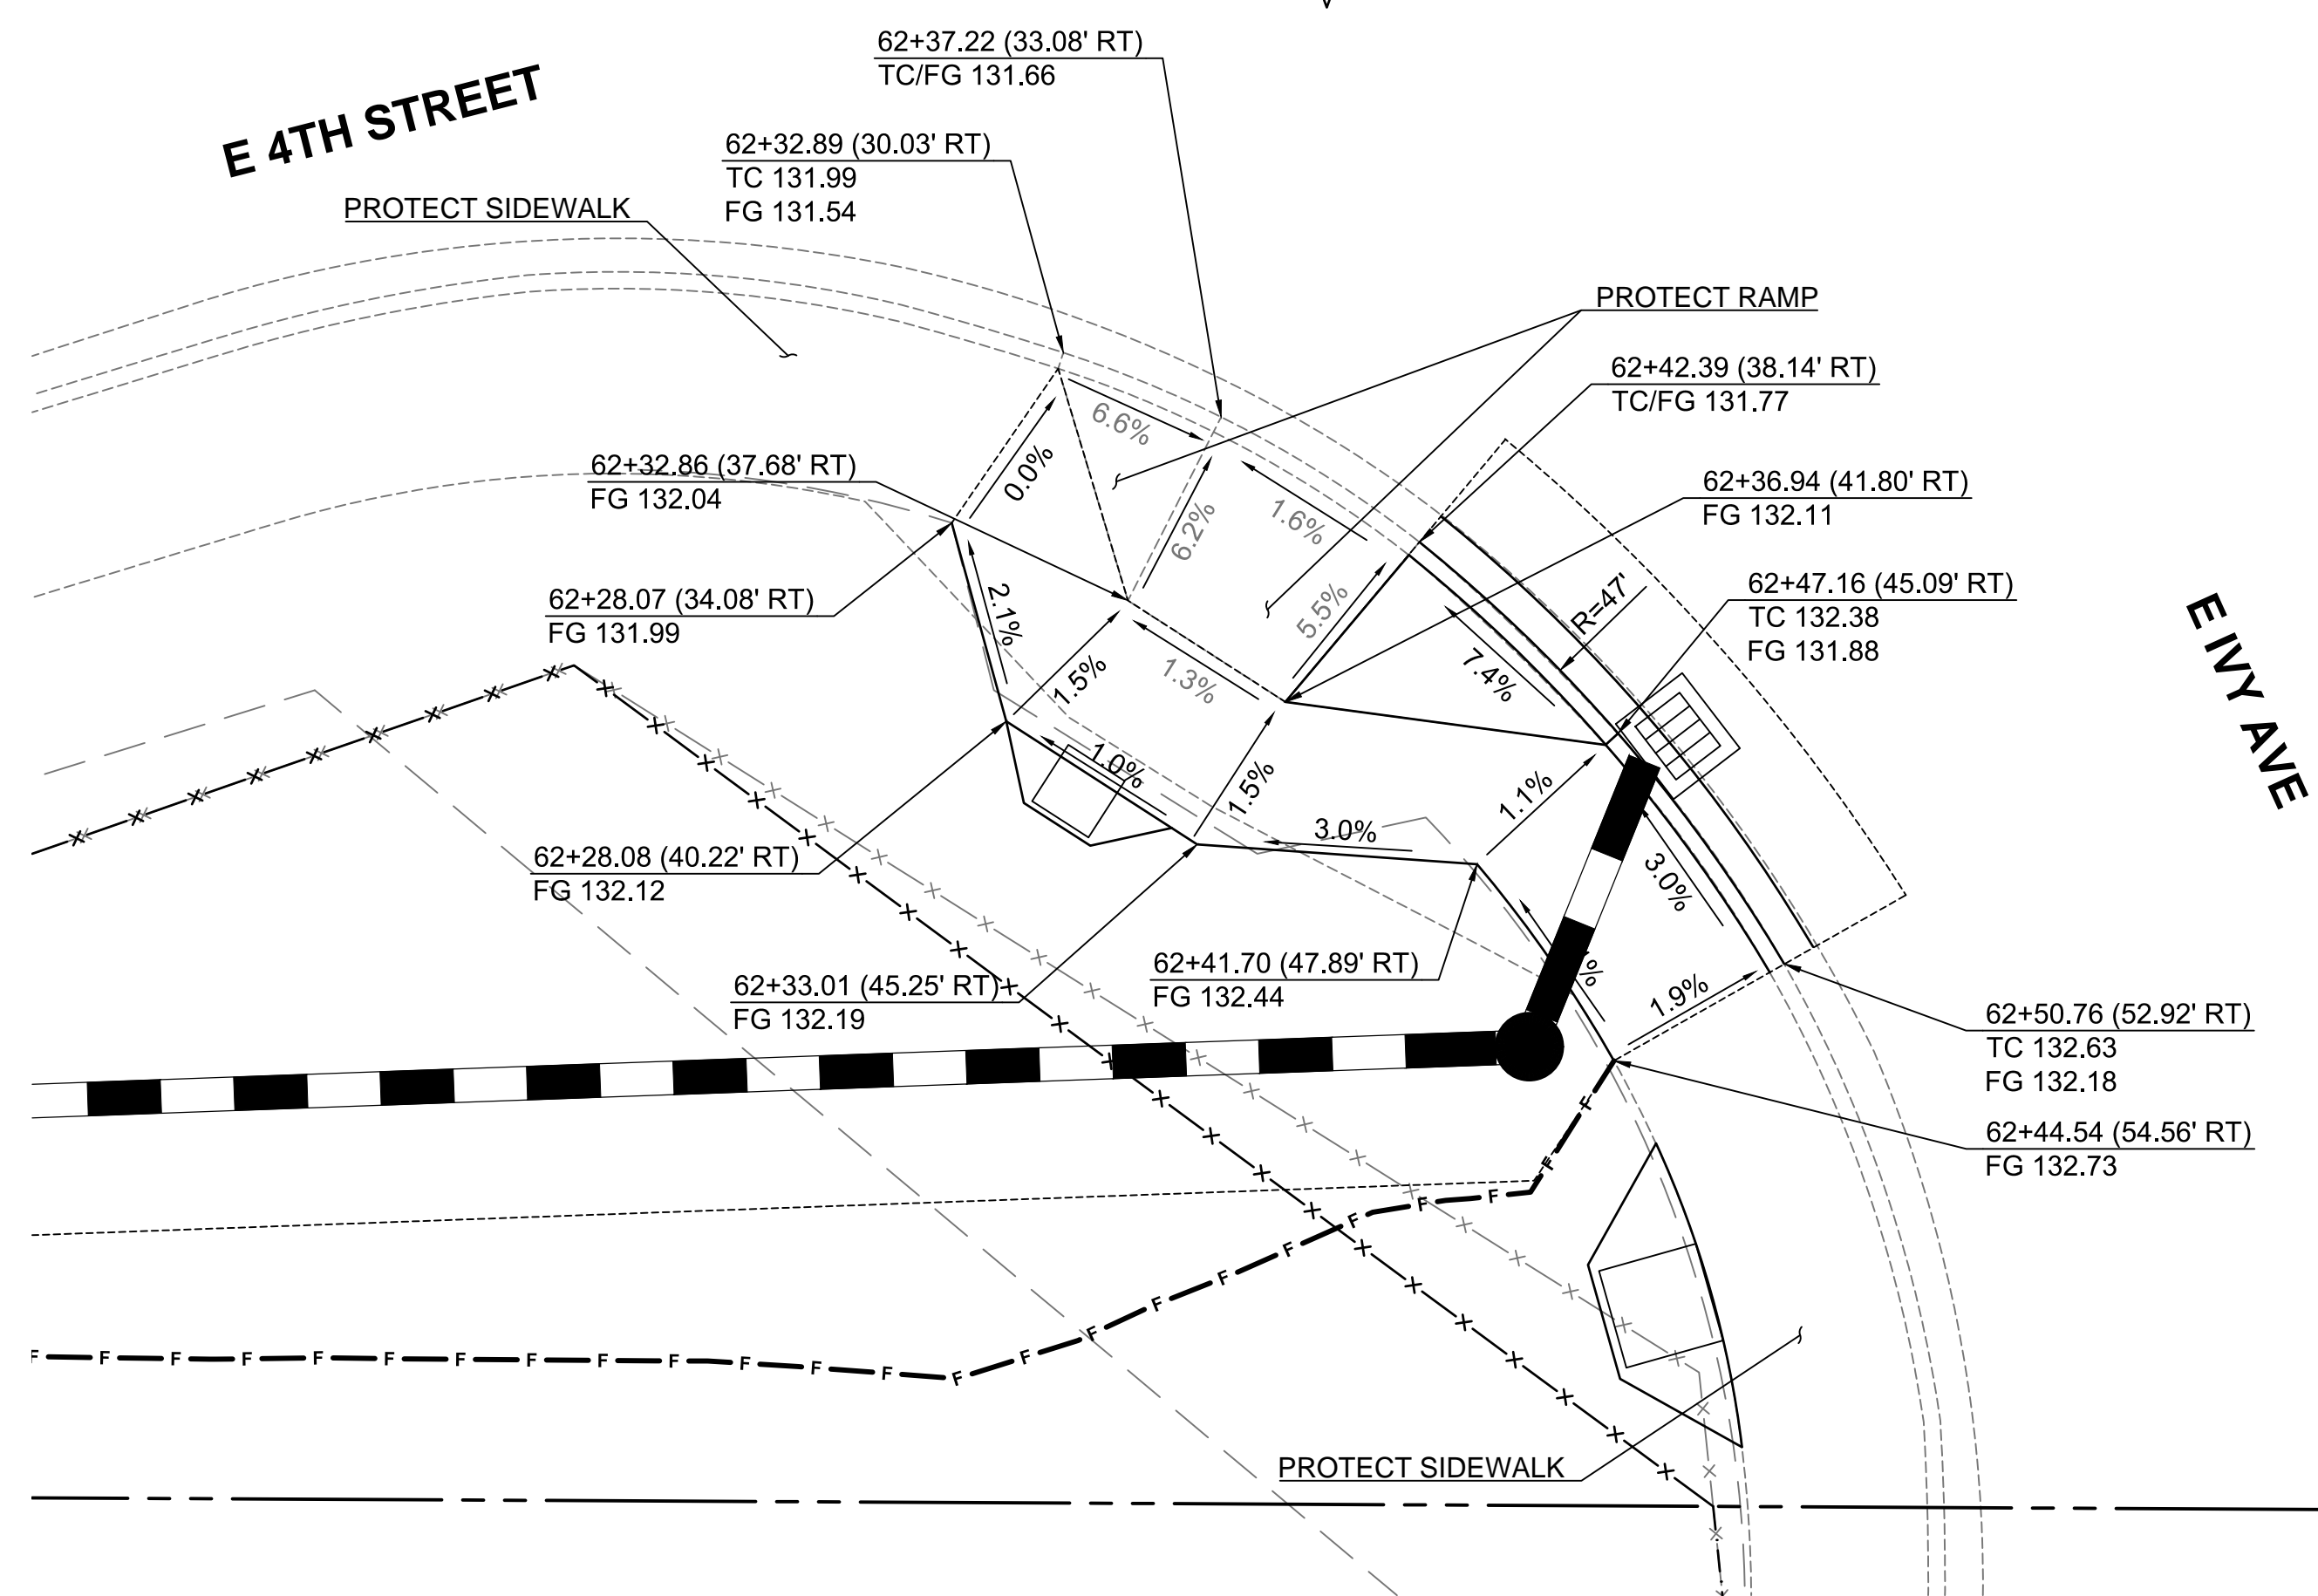 62+37.22 (33.08' RT)
TC/FG 131.66
E 4TH STREET
62+32.89 (30.03' RT)
TC 131.99
FG 131.54
PROTECT SIDEWALK
PROTECT RAMP
62+42.39 (38.14' RT)
TC/FG 131.77
6.6%
0.0%
62+32.86 (37.68' RT)
FG 132.04
62+36.94 (41.80' RT)
FG 132.11
6.2%
1.6%
62+28.07 (34.08' RT)
FG 131.99
2.1%
5.5%
R=47'
62+47.16 (45.09' RT)
TC 132.38
FG 131.88
E IVY AVE
1.5%
1.3%
7.4%
1.0%
1.5%
1.1%
3.0%
62+28.08 (40.22' RT)
FG 132.12
3.0%
62+33.01 (45.25' RT)
FG 132.19
62+41.70 (47.89' RT)
FG 132.44
1.9%
62+50.76 (52.92' RT)
TC 132.63
FG 132.18
62+44.54 (54.56' RT)
FG 132.73
F F F F F F F F F F F F F F F F F F F F F F F
PROTECT SIDEWALK